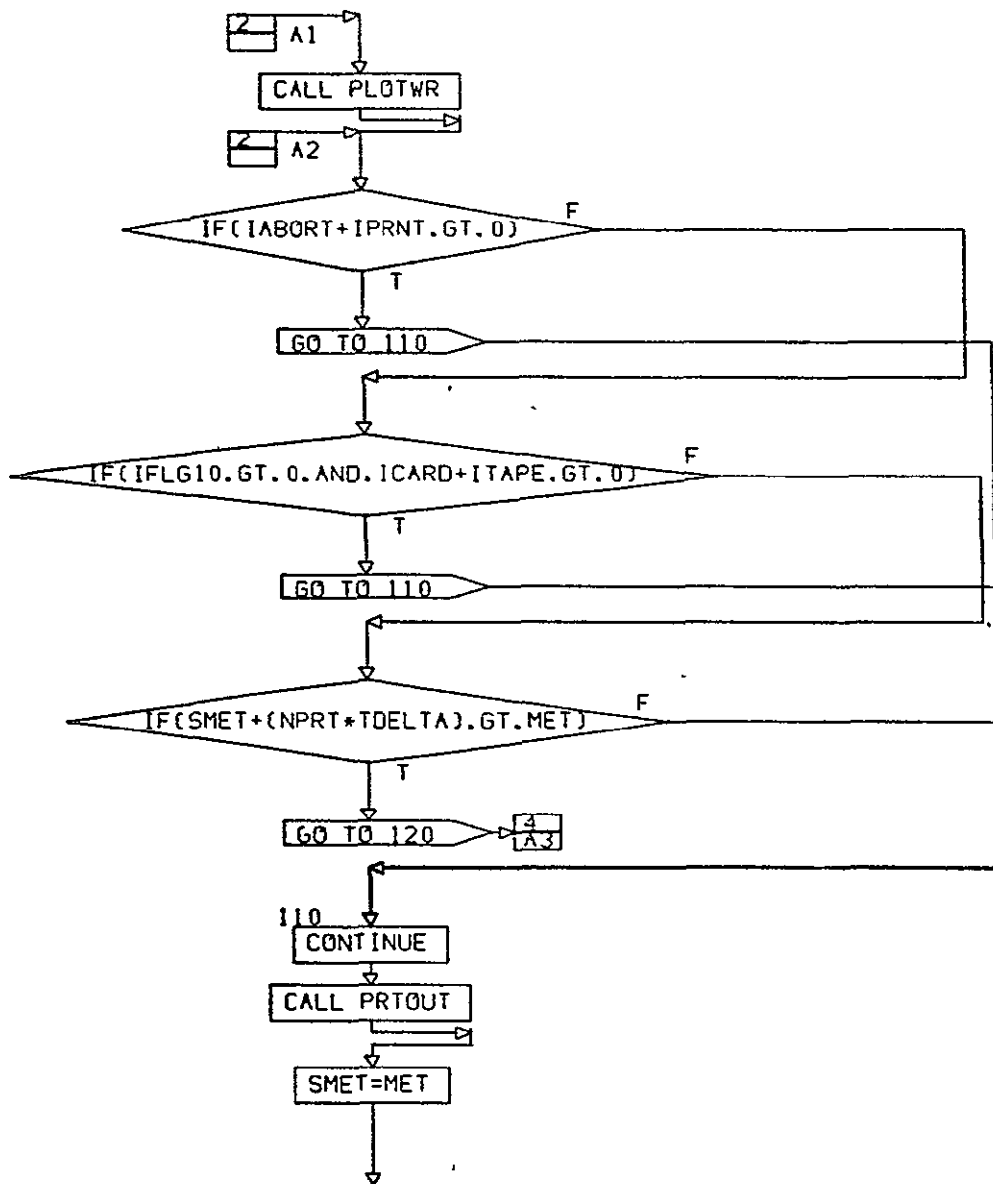 2
A1
CALL PLOTWR
2
A2
IF(IABORT+IPRNT.GT.0)
F
T
GO TO 110
IF(IFLG10.GT.0.AND.ICARD+ITAPE.GT.0)
F
T
GO TO 110
IF(SMET+(NPRT*TDELTA).GT.MET)
F
T
GO TO 120
4
A3
110
CONTINUE
CALL PRTOUT
SMET=MET